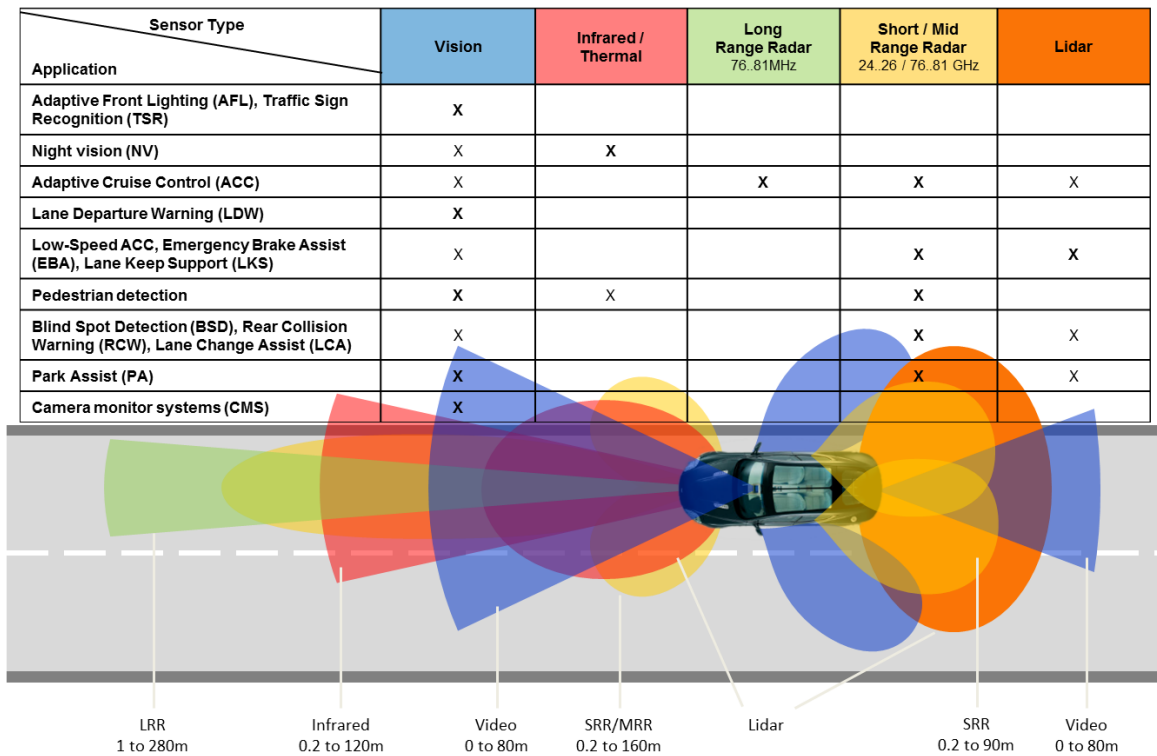 Sensor Type
Application
Vision
Infrared /
Thermal
Long
Range Radar
76..81MHz
Short / Mid
Range Radar
24..26 / 76..81 GHz
Lidar
Adaptive Front Lighting (AFL), Traffic Sign
Recognition (TSR)
X
Night vision (NV)
X X
Adaptive Cruise Control (ACC)
X X X X
Lane Departure Warning (LDW)
X
Low-Speed ACC, Emergency Brake Assist
(EBA), Lane Keep Support (LKS)
X X X
Pedestrian detection
X X X
Blind Spot Detection (BSD), Rear Collision
Warning (RCW), Lane Change Assist (LCA)
X X X
Park Assist (PA)
X X X
Camera monitor systems (CMS)
X
LRR
1 to 280m
Infrared
0.2 to 120m
Video
0 to 80m
SRR/MRR
0.2 to 160m
Lidar
SRR
0.2 to 90m
Video
0 to 80m